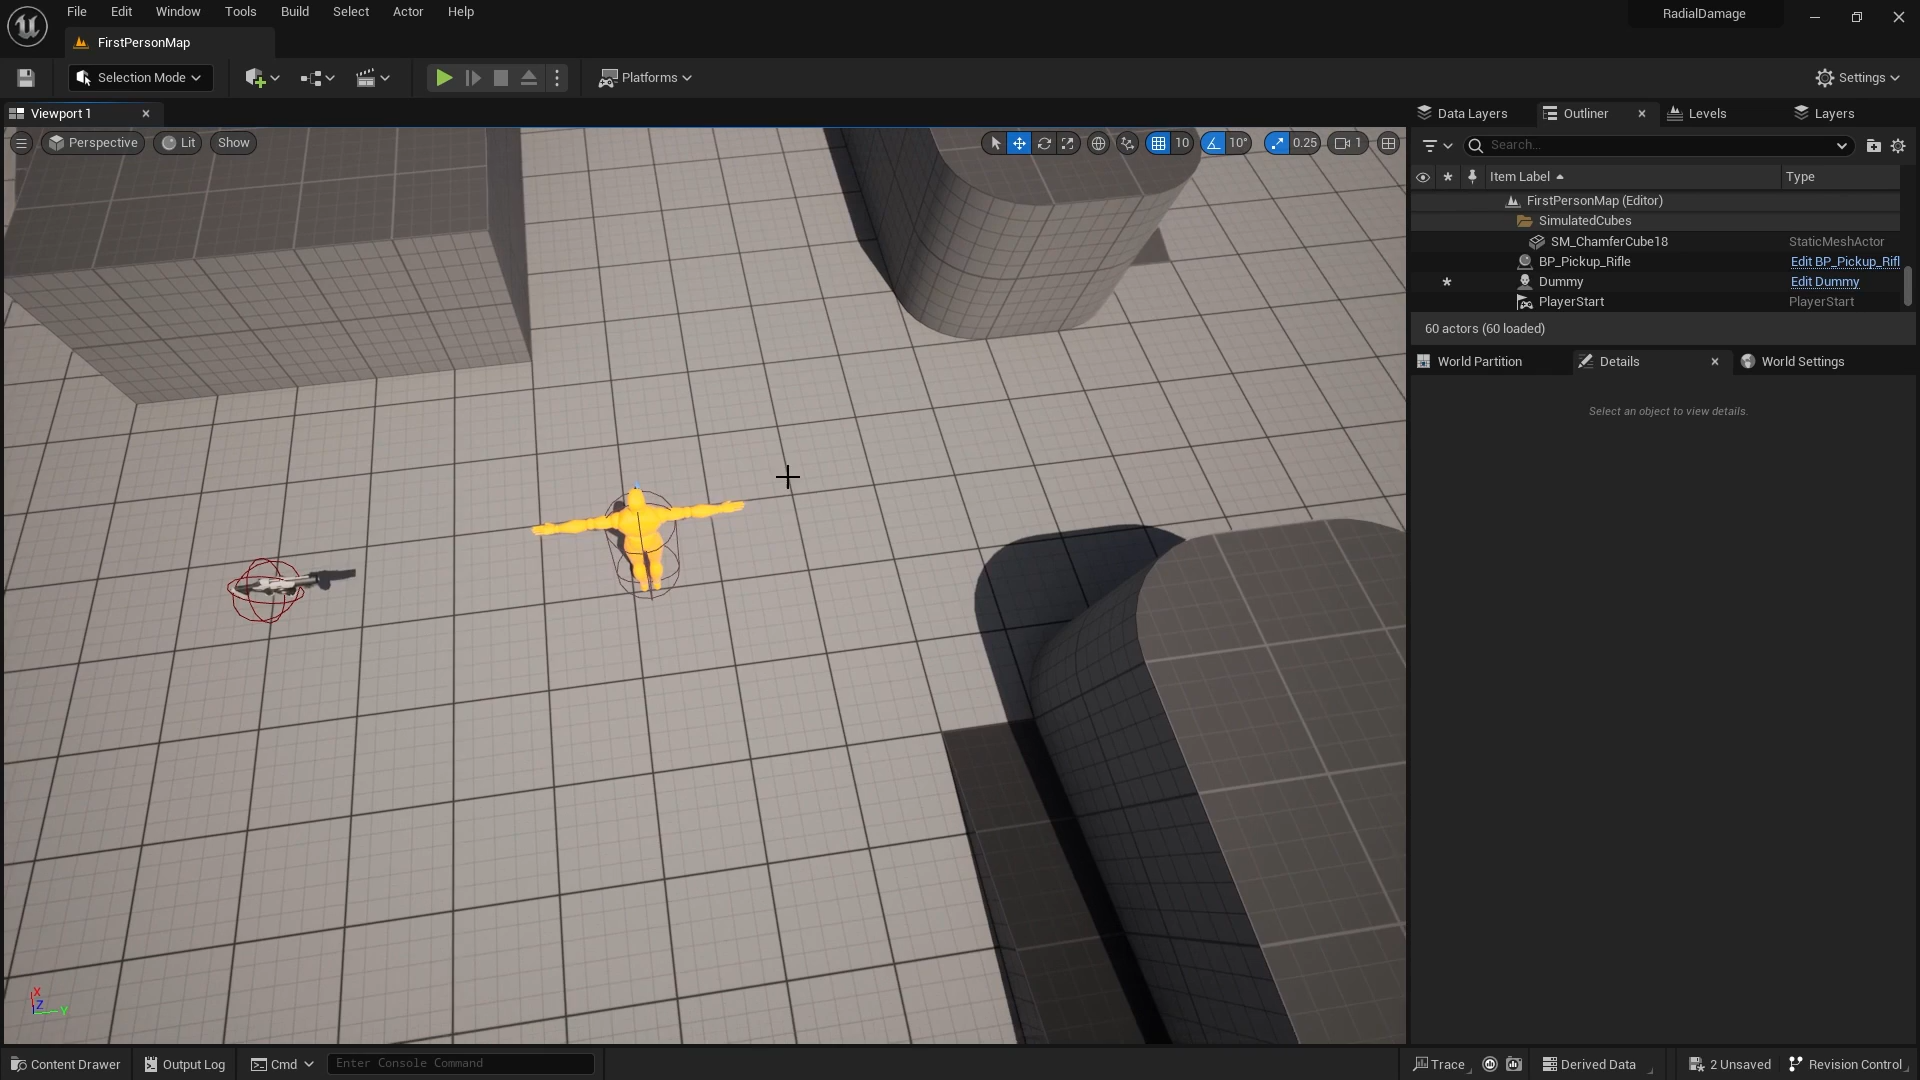 File Edit Window Tools Build Select Actor Help
RadialDamage
FirstPersonMap
Selection Mode
Platforms
Settings
Viewport 1
Data Layers
Outliner
Levels
Layers
Perspective
Lit
Show
10
10°
0.25
1
Search...
Item Label
Type
FirstPersonMap (Editor)
SimulatedCubes
SM_ChamferCube18 StaticMeshActor
BP_Pickup_Rifle Edit BP_Pickup_Rifl
Dummy Edit Dummy
PlayerStart PlayerStart
60 actors (60 loaded)
World Partition
Details
World Settings
Select an object to view details.
X
Z
Y
Content Drawer
Output Log
Cmd
Enter Console Command
Trace
Derived Data
2 Unsaved
Revision Control